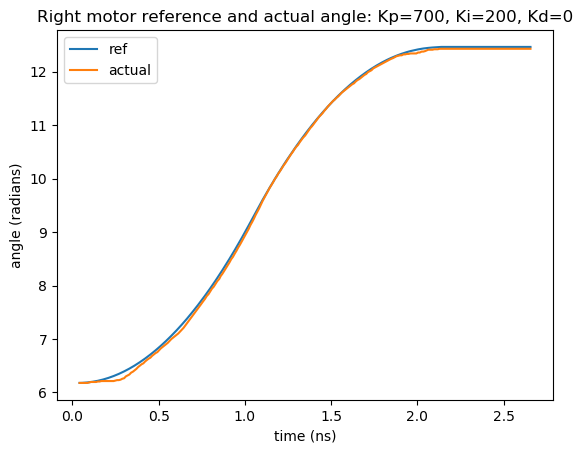 Right motor reference and actual angle: Kp=700, Ki=200, Kd=0
ref
actual
angle (radians)
12
11
10
9
8
7
6
0.0 0.5 1.0 1.5 2.0 2.5
time (ns)